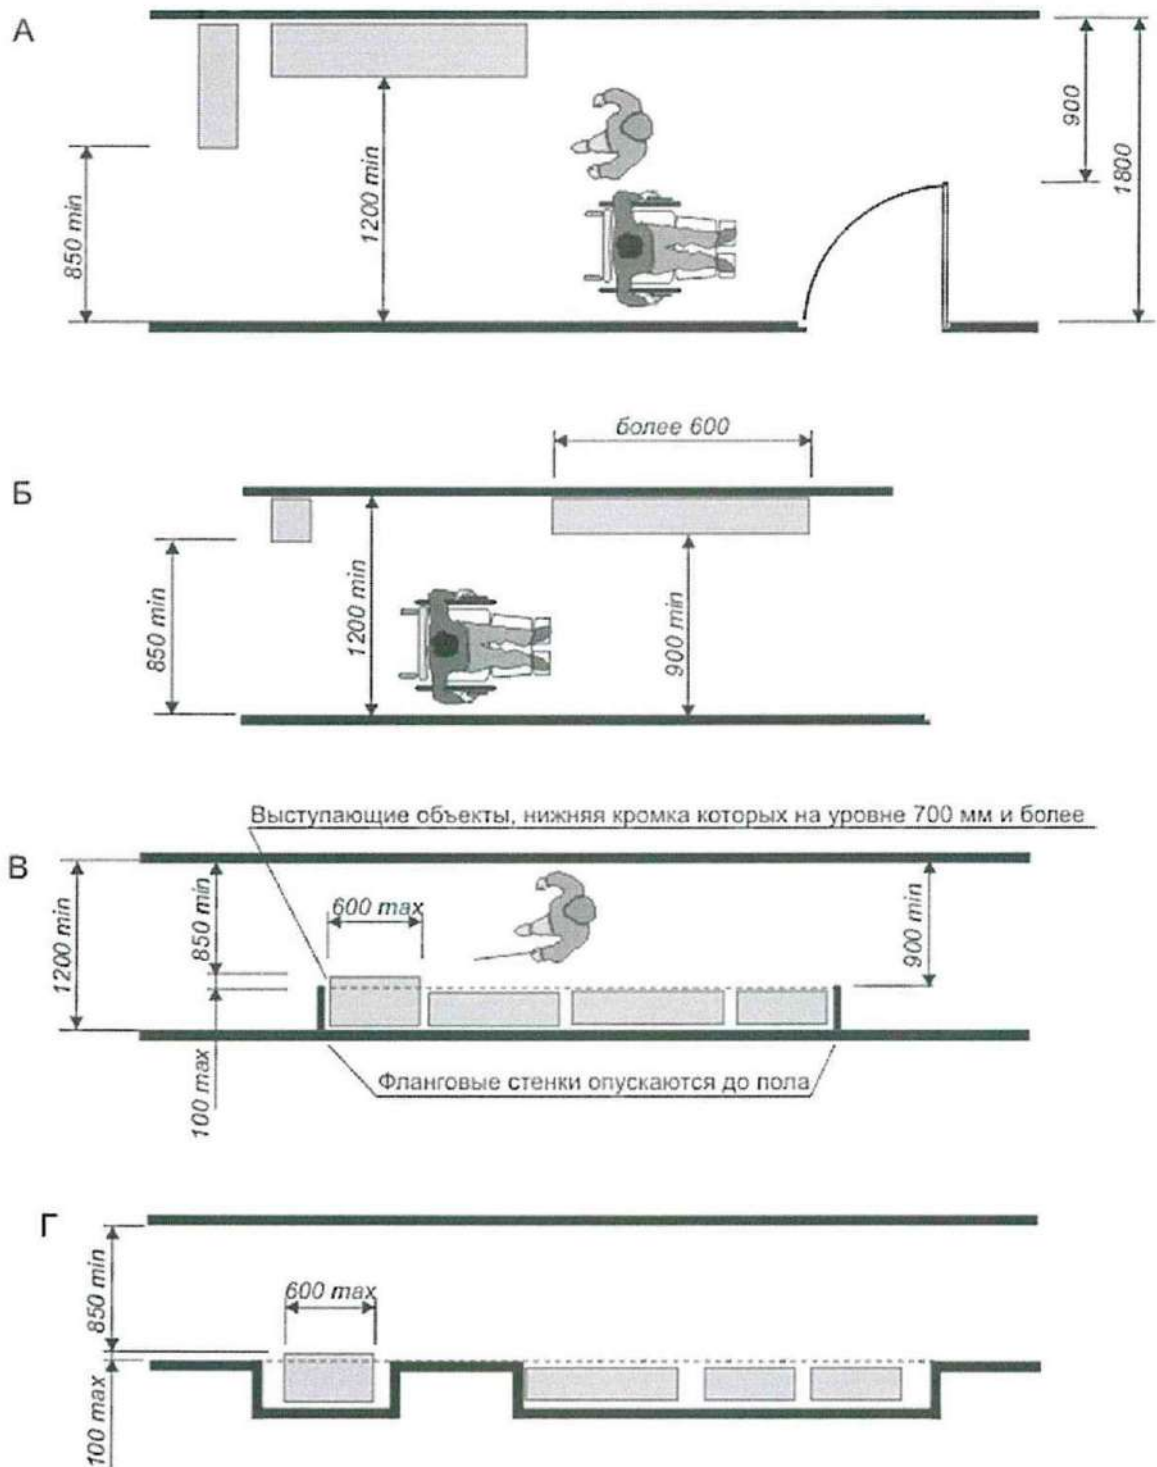 А
850 min
1200 min
900
1800
Б
более 600
850 min
1200 min
900 min
Выступающие объекты, нижняя кромка которых на уровне 700 мм и более
В
1200 min
850 min
600 max
900 min
100 max
Фланговые стенки опускаются до пола
Г
850 min
600 max
100 max